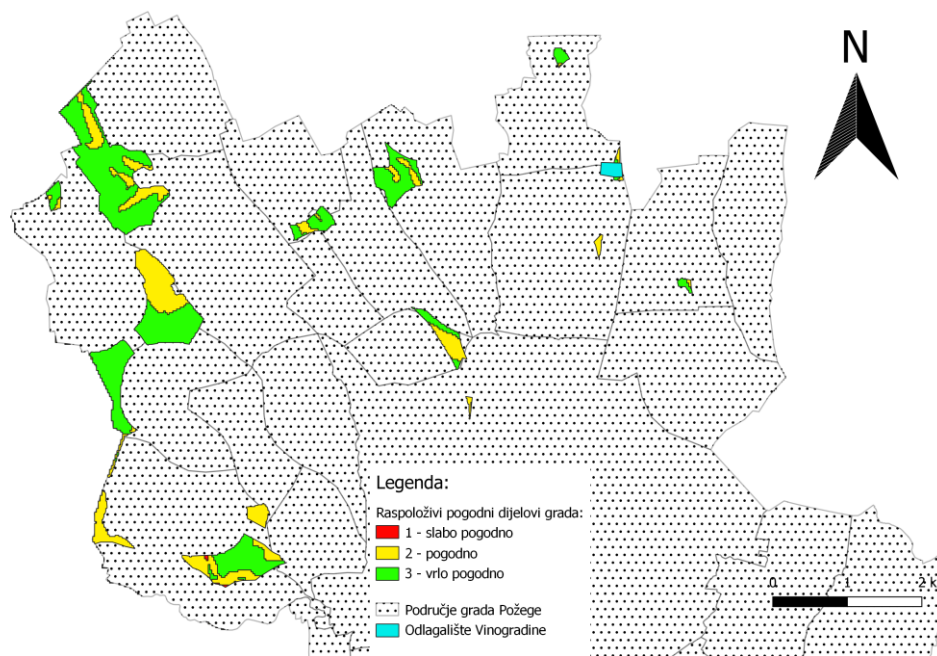 N
Legenda:
Raspoloživi pogodni dijelovi grada:
1 - slabo pogodno
2 - pogodno
3 - vrlo pogodno
Područje grada Požege
Odlagalište Vinogradine
0 1 2 k